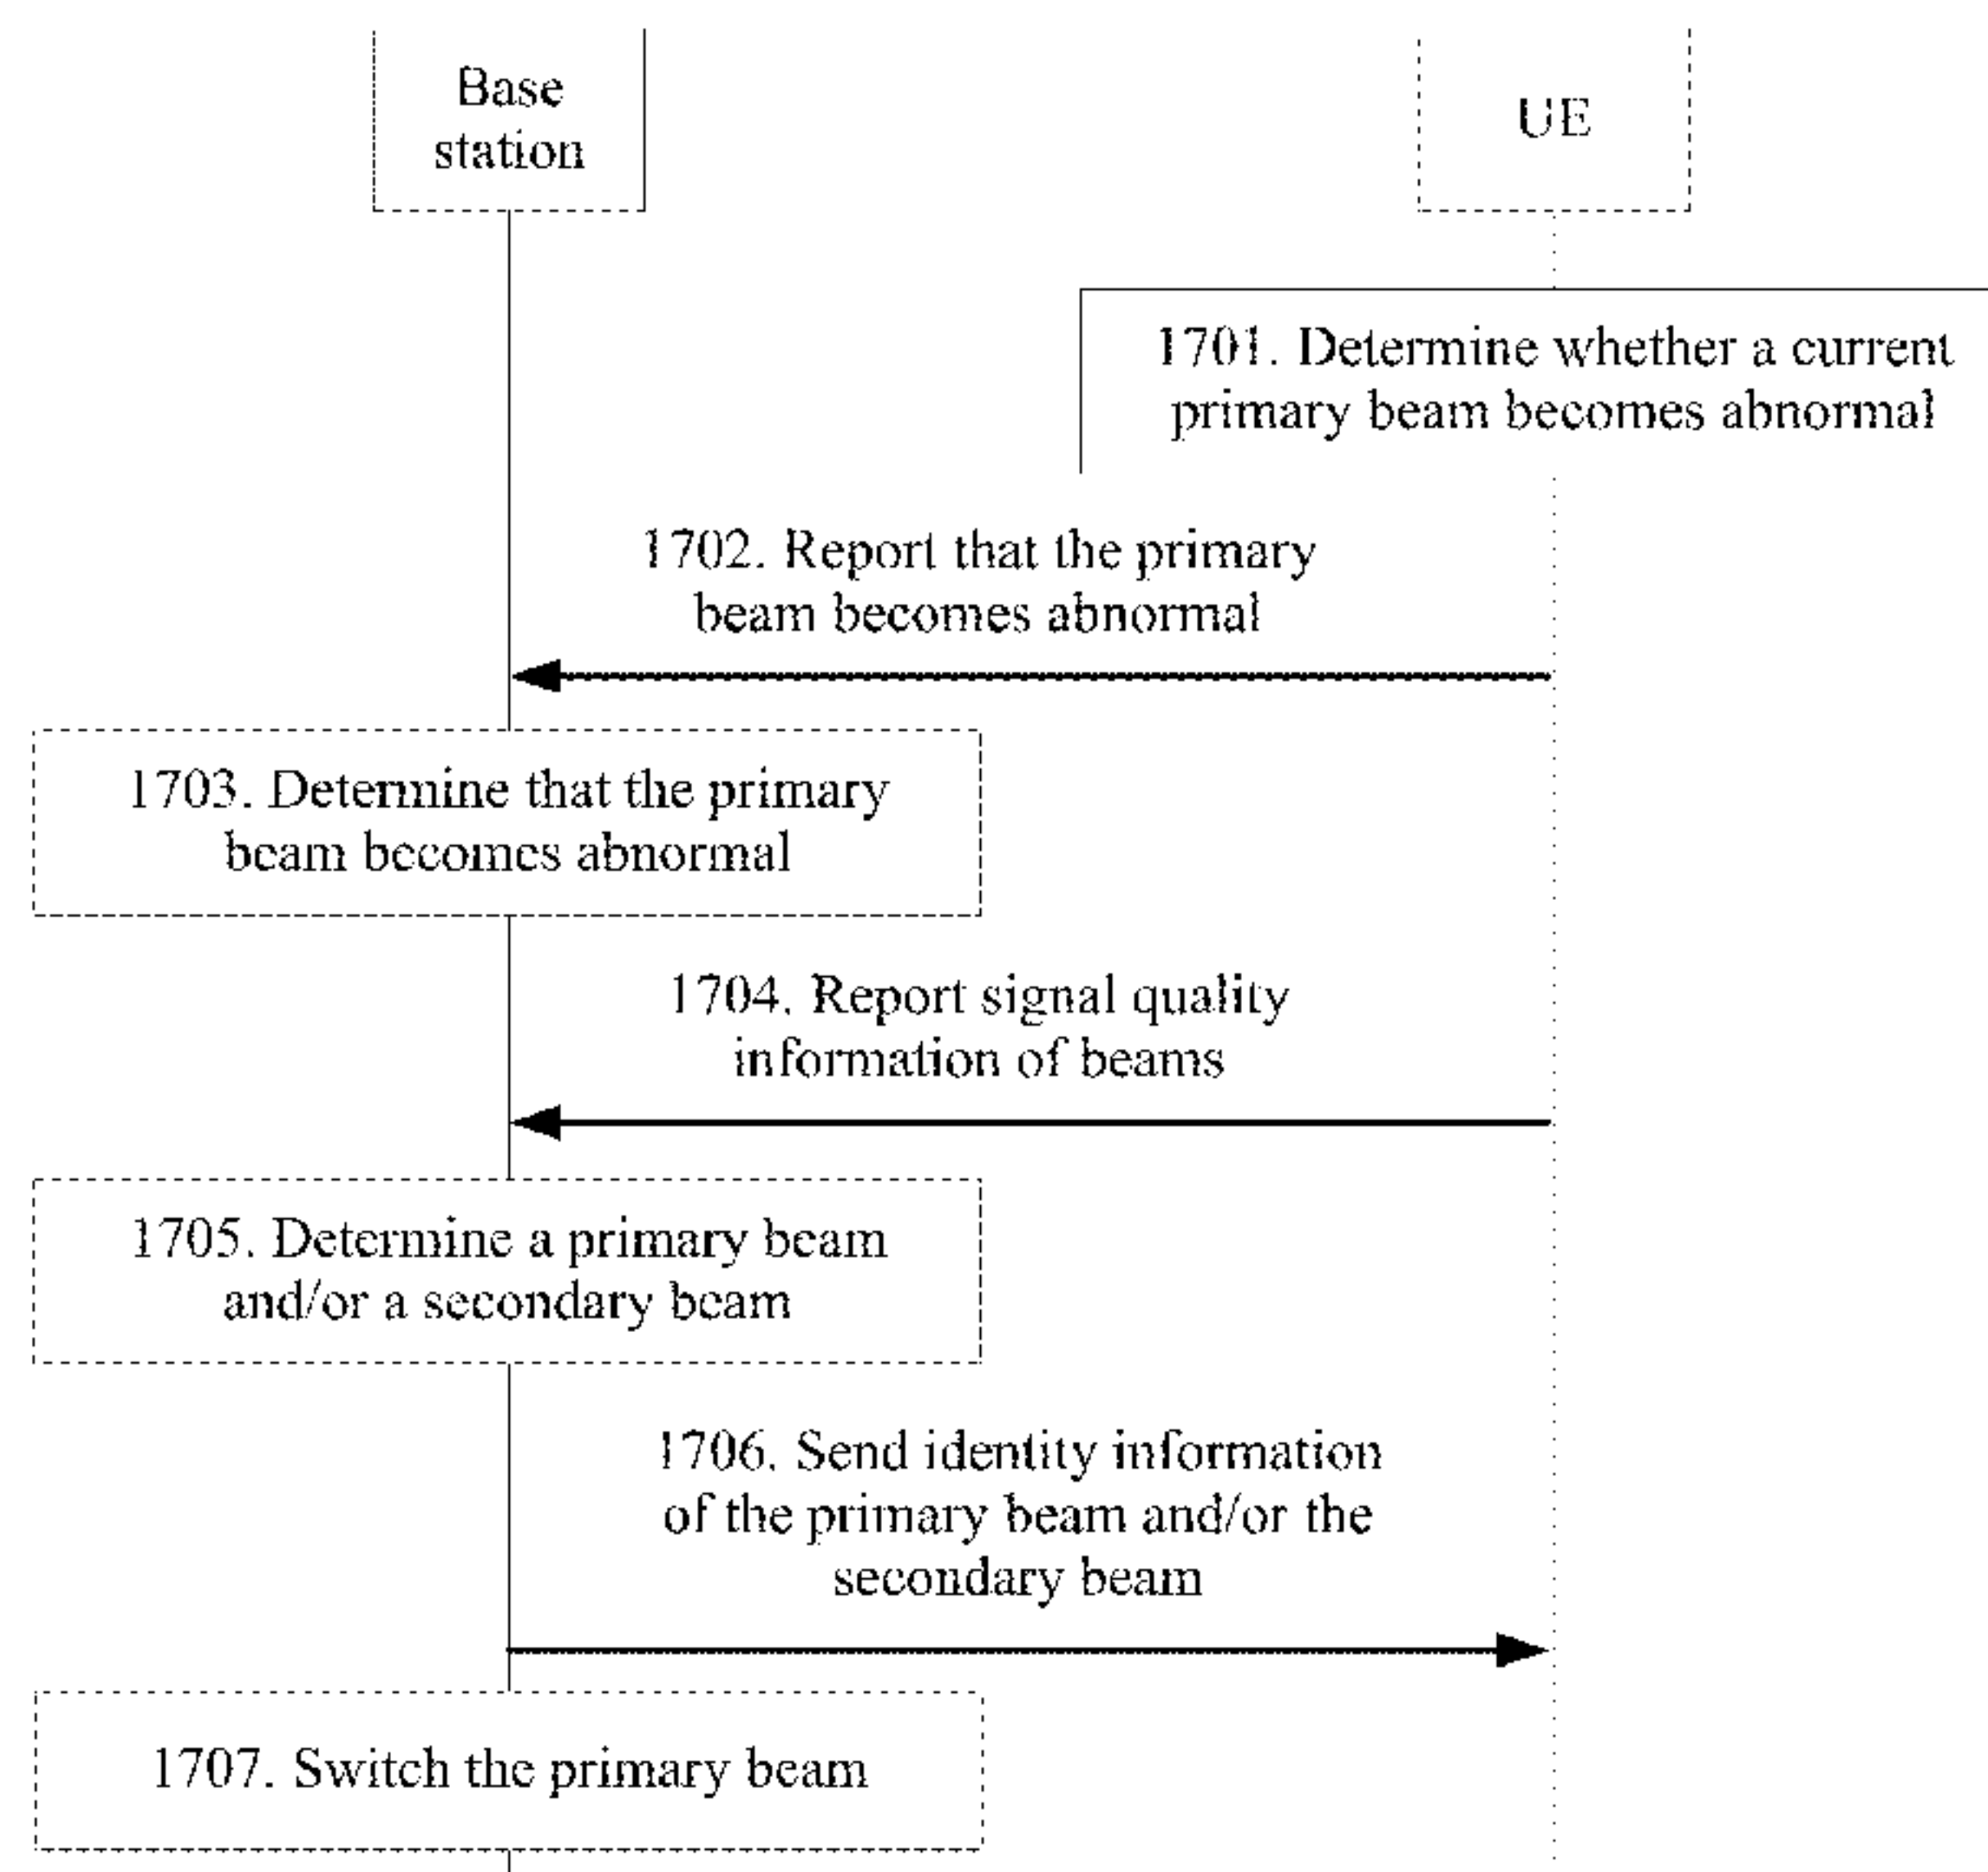 Base
station
UE
1701. Determine whether a current
primary beam becomes abnormal
1702. Report that the primary
beam becomes abnormal
1703. Determine that the primary
beam becomes abnormal
1704. Report signal quality
information of beams
1705. Determine a primary beam
and/or a secondary beam
1706. Send identity information
of the primary beam and/or the
secondary beam
1707. Switch the primary beam